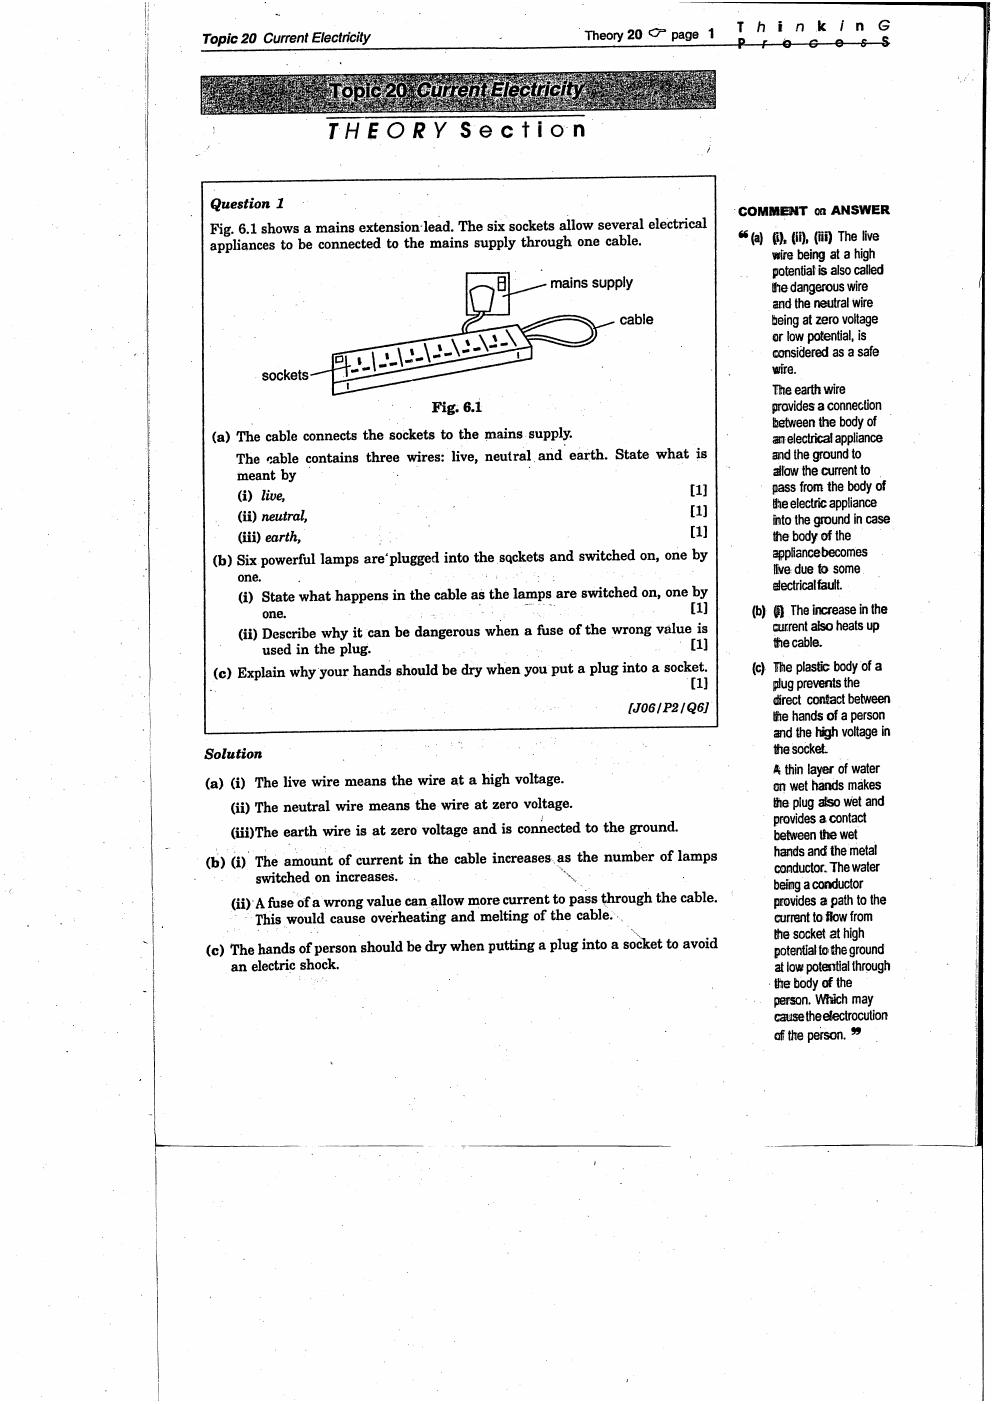 Topic 20 Current Electricity
Theory 20 ☞ page 1
T h i n k i n G
P r o c e s S
Topic 20 Current Electricity
THEORY Section
Question 1
Fig. 6.1 shows a mains extension lead. The six sockets allow several electrical
appliances to be connected to the mains supply through one cable.
mains supply
cable
sockets
Fig. 6.1
(a) The cable connects the sockets to the mains supply.
The cable contains three wires: live, neutral and earth. State what is
meant by
(i) live, [1]
(ii) neutral, [1]
(iii) earth, [1]
(b) Six powerful lamps are plugged into the sockets and switched on, one by
one.
(i) State what happens in the cable as the lamps are switched on, one by
one. [1]
(ii) Describe why it can be dangerous when a fuse of the wrong value is
used in the plug. [1]
(c) Explain why your hands should be dry when you put a plug into a socket.
[1]
[J06/P2/Q6]
Solution
(a) (i) The live wire means the wire at a high voltage.
(ii) The neutral wire means the wire at zero voltage.
(iii)The earth wire is at zero voltage and is connected to the ground.
(b) (i) The amount of current in the cable increases as the number of lamps
switched on increases.
(ii) A fuse of a wrong value can allow more current to pass through the cable.
This would cause overheating and melting of the cable.
(c) The hands of person should be dry when putting a plug into a socket to avoid
an electric shock.
COMMENT on ANSWER
❝ (a) (i), (ii), (iii) The live
wire being at a high
potential is also called
the dangerous wire
and the neutral wire
being at zero voltage
or low potential, is
considered as a safe
wire.
The earth wire
provides a connection
between the body of
an electrical appliance
and the ground to
allow the current to
pass from the body of
the electric appliance
into the ground in case
the body of the
appliance becomes
live due to some
electrical fault.
(b) (i) The increase in the
current also heats up
the cable.
(c) The plastic body of a
plug prevents the
direct contact between
the hands of a person
and the high voltage in
the socket.
A thin layer of water
on wet hands makes
the plug also wet and
provides a contact
between the wet
hands and the metal
conductor. The water
being a conductor
provides a path to the
current to flow from
the socket at high
potential to the ground
at low potential through
the body of the
person. Which may
cause the electrocution
of the person. ❞